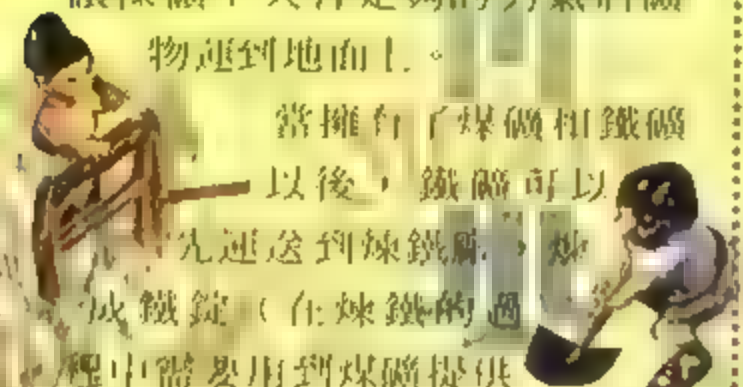 物運到地面上。
當擁有了煤礦和鐵礦
以後，鐵礦可以
先運送到煉鐵廠，煉
成鐵錠（在煉鐵的過
程中需要用到煤礦提供